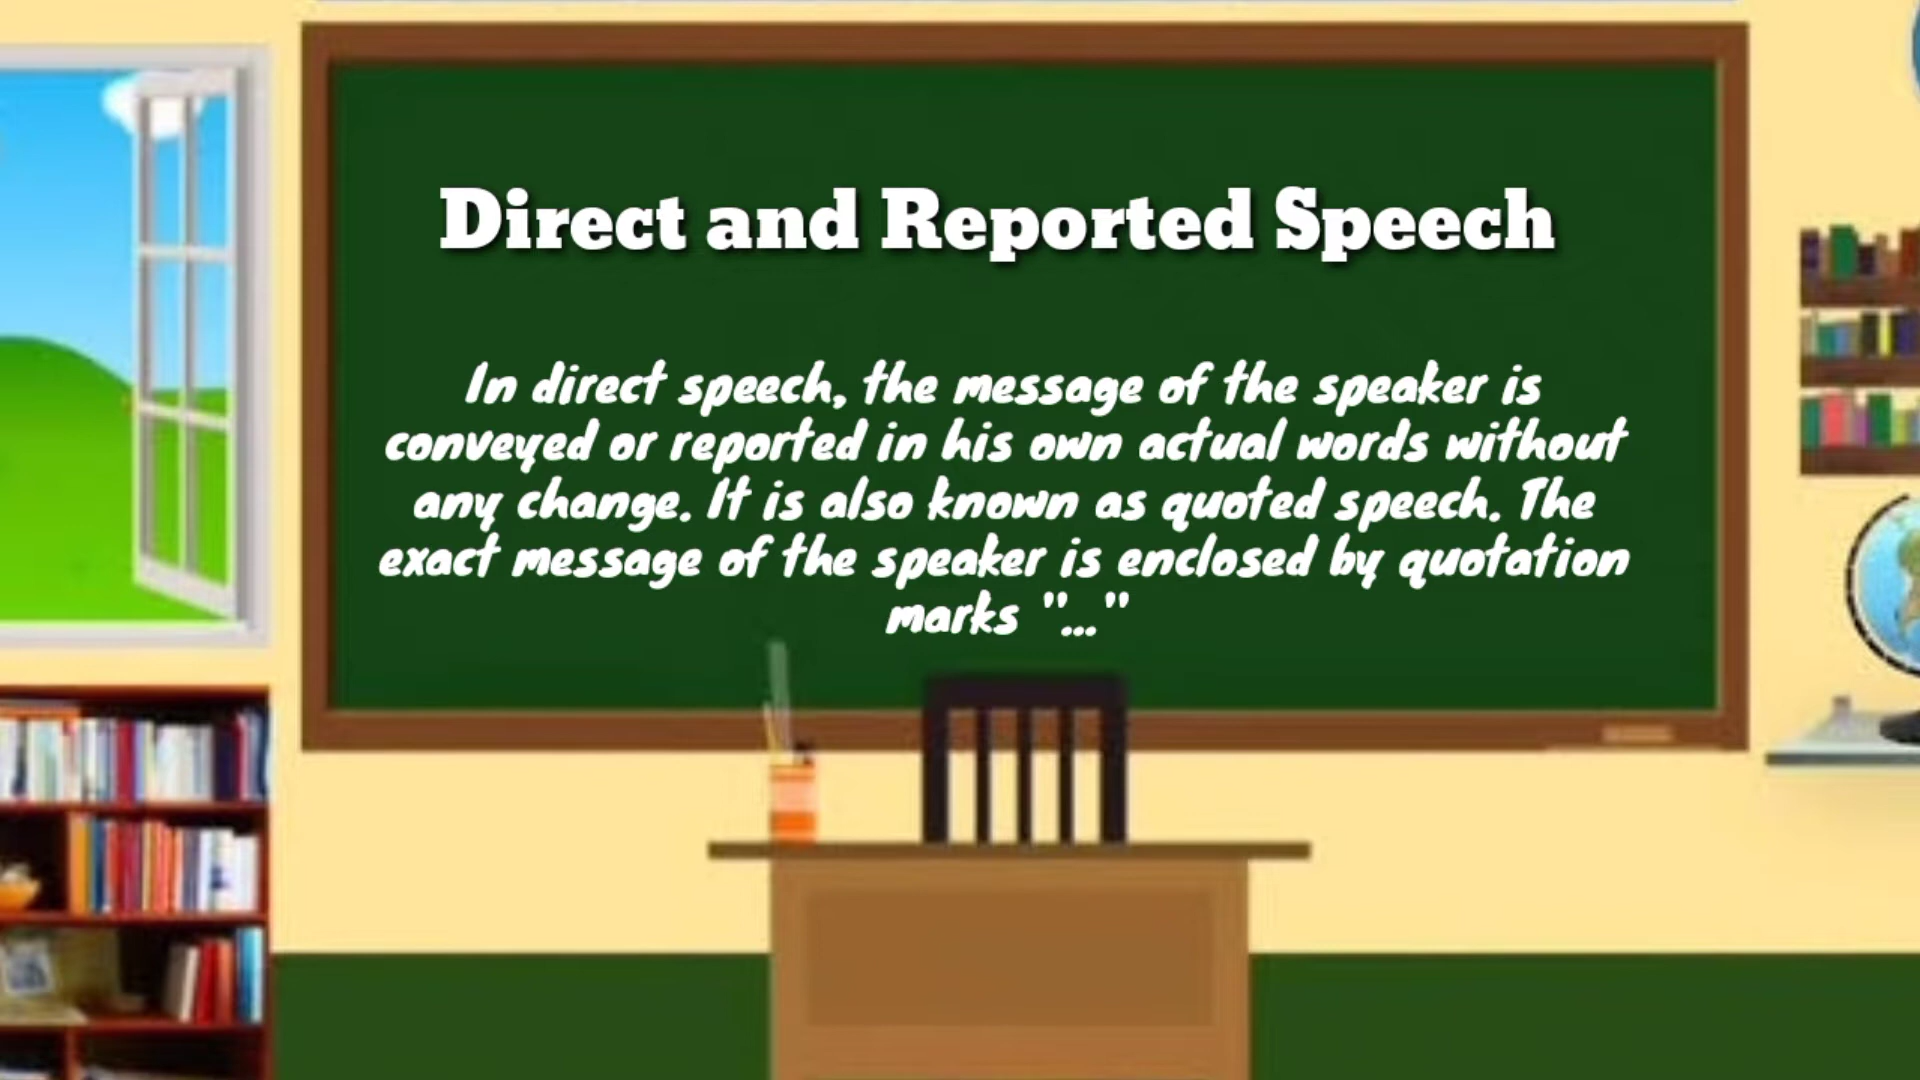 Direct and Reported Speech
In direct speech, the message of the speaker is
conveyed or reported in his own actual words without
any change. It is also known as quoted speech. The
exact message of the speaker is enclosed by quotation
marks "..."